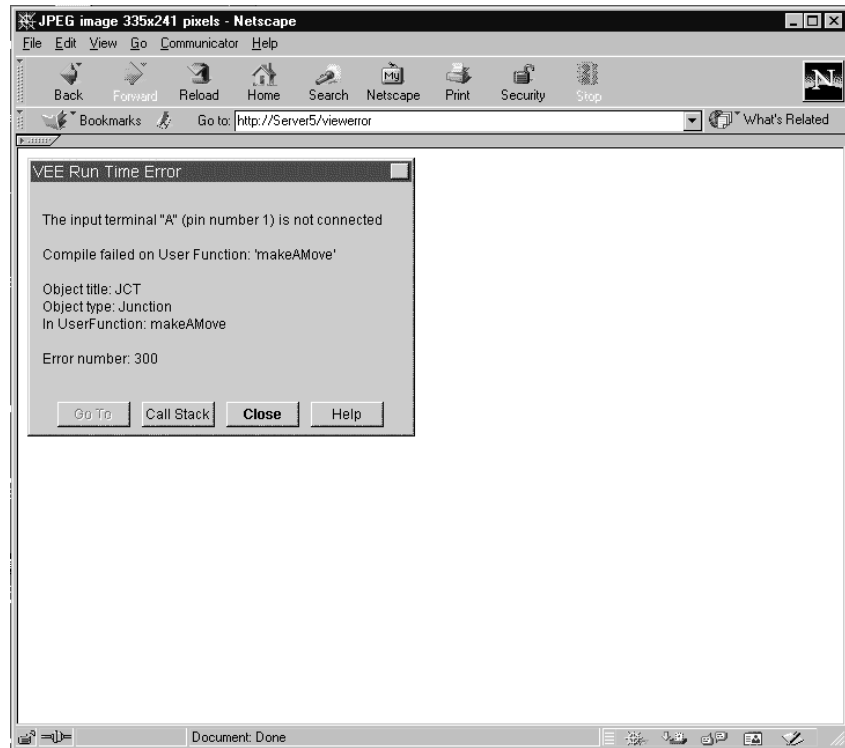 JPEG image 335x241 pixels - Netscape
File Edit View Go Communicator Help
Back Forward Reload Home Search Netscape Print Security Stop
My
N
Bookmarks Go to: http://Server5/viewerror What's Related
VEE Run Time Error
The input terminal "A" (pin number 1) is not connected
Compile failed on User Function: 'makeAMove'
Object title: JCT
Object type: Junction
In UserFunction: makeAMove
Error number: 300
Go To Call Stack Close Help
Document: Done